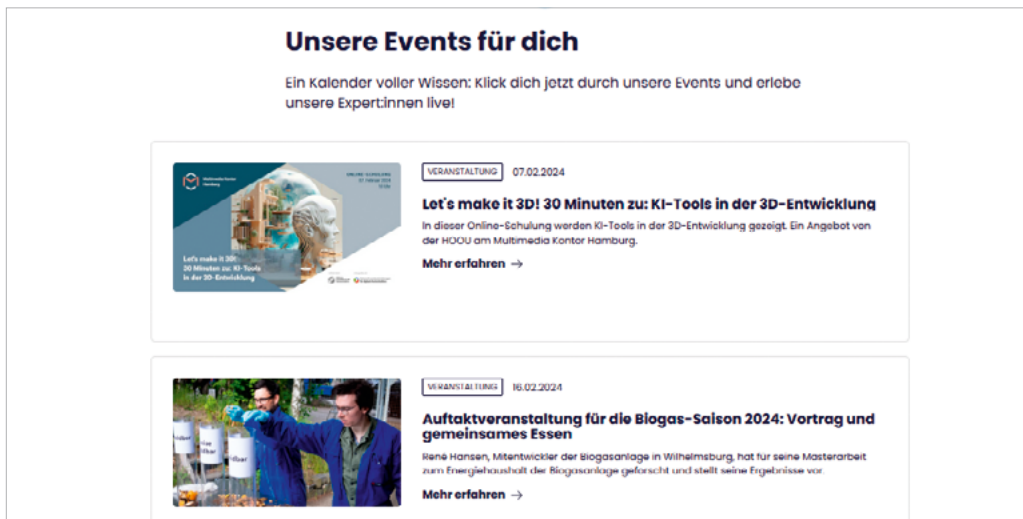 Unsere Events für dich
Ein Kalender voller Wissen: Klick dich jetzt durch unsere Events und erlebe
unsere Expert:innen live!
Multimedia Kontor
Hamburg
ONLINE-SCHULUNG
Let's make it 3D!
30 Minuten zu: KI-Tools
in der 3D-Entwicklung
VERANSTALTUNG 07.02.2024
Let's make it 3D! 30 Minuten zu: KI-Tools in der 3D-Entwicklung
In dieser Online-Schulung werden KI-Tools in der 3D-Entwicklung gezeigt. Ein Angebot von
der HOOU am Multimedia Kontor Hamburg.
Mehr erfahren →
VERANSTALTUNG 16.02.2024
Auftaktveranstaltung für die Biogas-Saison 2024: Vortrag und
gemeinsames Essen
René Hansen, Mitentwickler der Biogasanlage in Wilhelmsburg, hat für seine Masterarbeit
zum Energiehaushalt der Biogasanlage geforscht und stellt seine Ergebnisse vor.
Mehr erfahren →